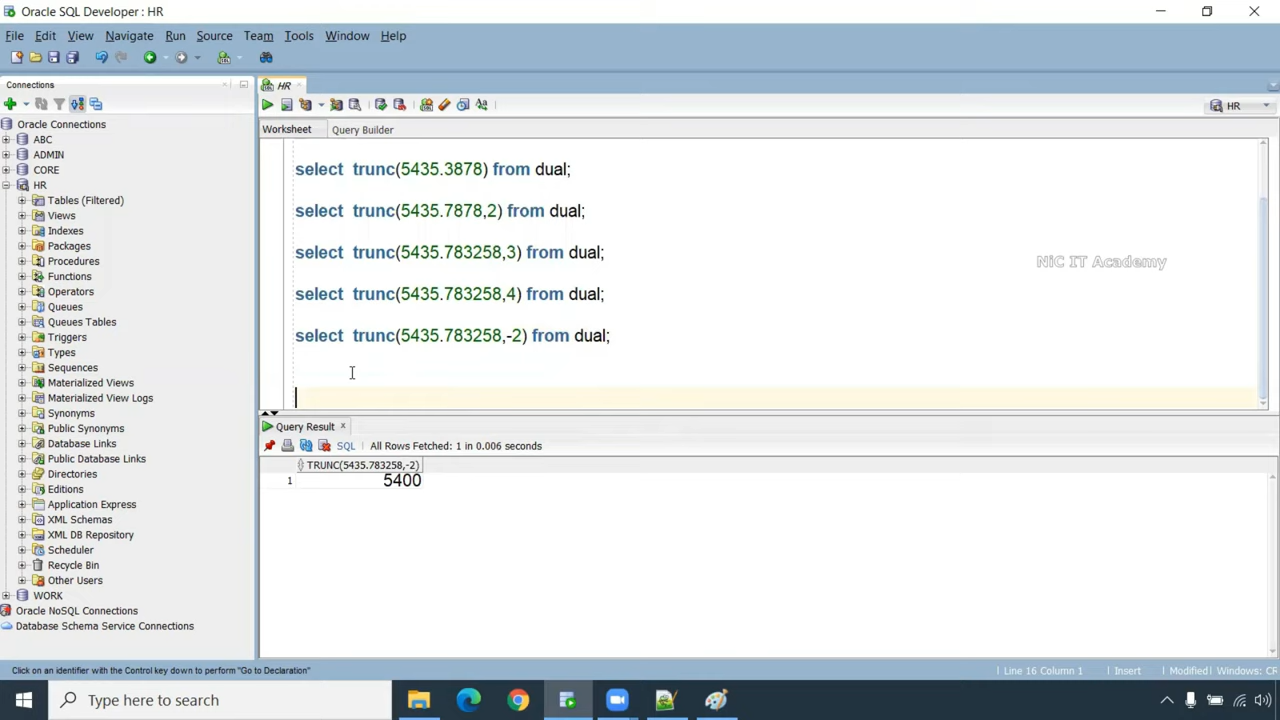 Oracle SQL Developer : HR
File Edit View Navigate Run Source Team Tools Window Help
Connections
HR
HR
Worksheet Query Builder
Oracle Connections
ABC
ADMIN
CORE
HR
Tables (Filtered)
Views
Indexes
Packages
Procedures
Functions
Operators
Queues
Queues Tables
Triggers
Types
Sequences
Materialized Views
Materialized View Logs
Synonyms
Public Synonyms
Database Links
Public Database Links
Directories
Editions
Application Express
XML Schemas
XML DB Repository
Scheduler
Recycle Bin
Other Users
WORK
Oracle NoSQL Connections
Database Schema Service Connections
select trunc(5435.3878) from dual;
select trunc(5435.7878,2) from dual;
select trunc(5435.783258,3) from dual;
select trunc(5435.783258,4) from dual;
select trunc(5435.783258,-2) from dual;
NiC IT Academy
Query Result
SQL | All Rows Fetched: 1 in 0.006 seconds
TRUNC(5435.783258,-2)
1 5400
Click on an identifier with the Control key down to perform "Go to Declaration"
Line 16 Column 1 Insert Modified Windows: CR
Type here to search